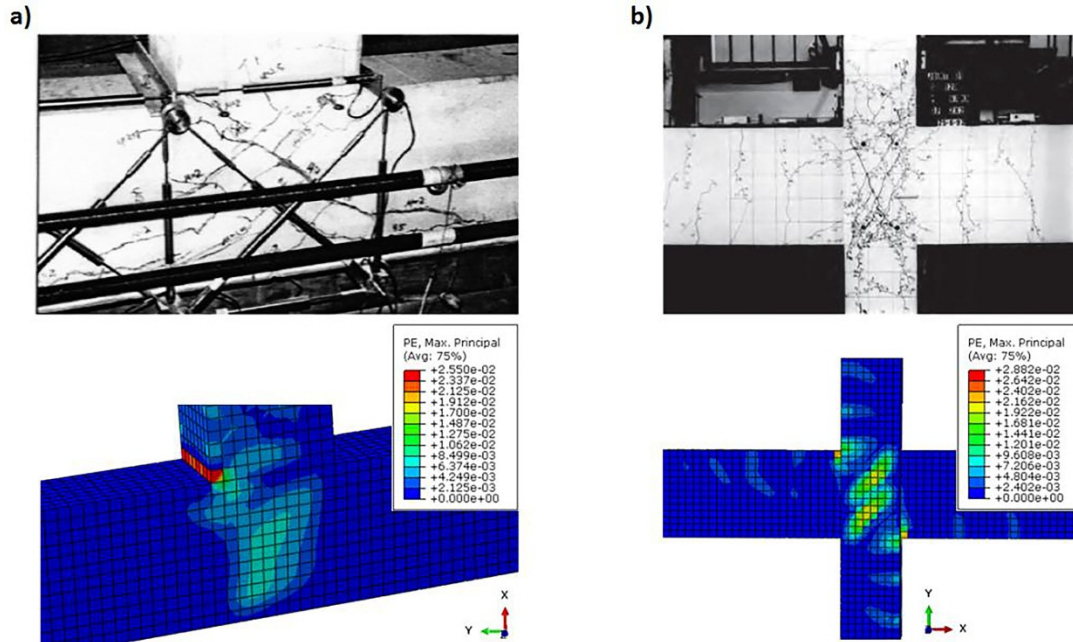 a)
b)
PE, Max. Principal
(Avg: 75%)
+2.550e-02
+2.337e-02
+2.125e-02
+1.912e-02
+1.700e-02
+1.487e-02
+1.275e-02
+1.062e-02
+8.499e-03
+6.374e-03
+4.249e-03
+2.125e-03
+0.000e+00
X
Y
Z
PE, Max. Principal
(Avg: 75%)
+2.882e-02
+2.642e-02
+2.402e-02
+2.162e-02
+1.922e-02
+1.681e-02
+1.441e-02
+1.201e-02
+9.608e-03
+7.206e-03
+4.804e-03
+2.402e-03
+0.000e+00
Y
X